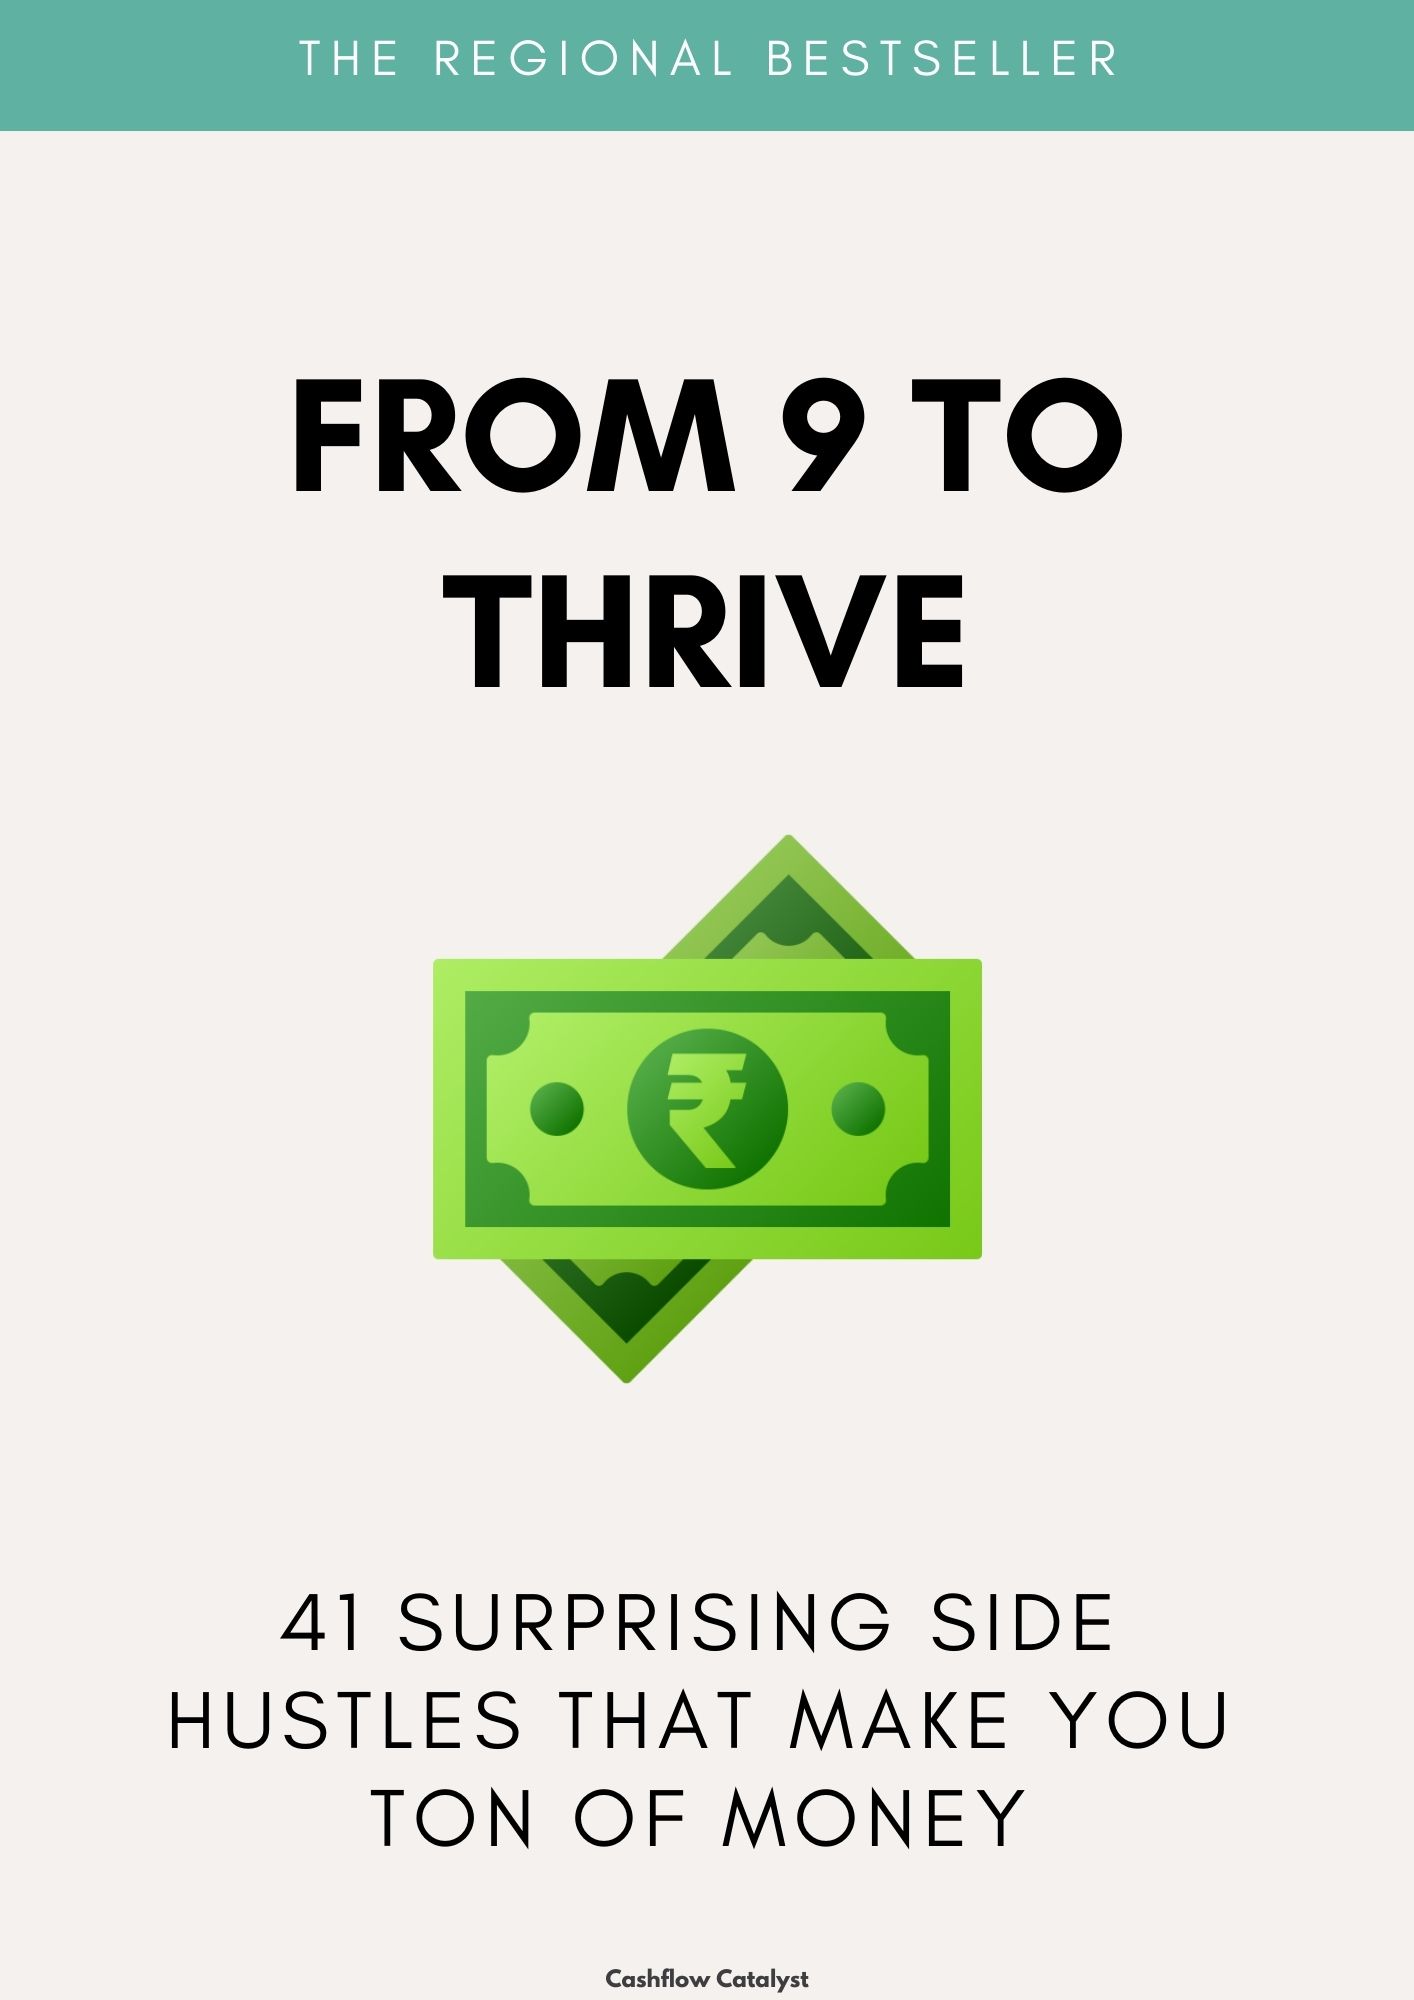 THE REGIONAL BESTSELLER
FROM 9 TO
THRIVE
₹
41 SURPRISING SIDE
HUSTLES THAT MAKE YOU
TON OF MONEY
Cashflow Catalyst